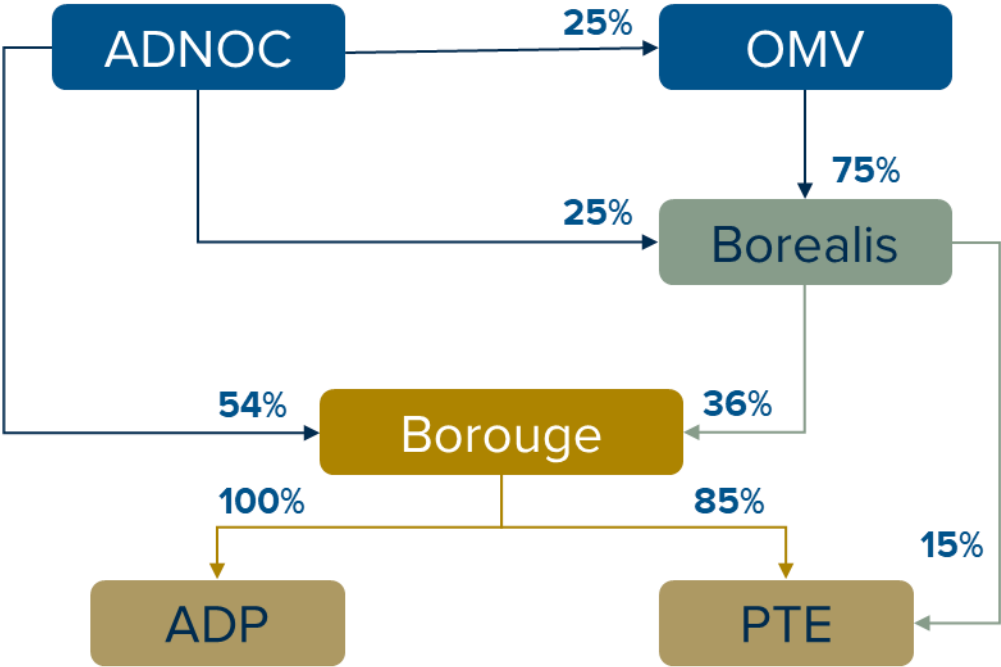 ADNOC
25%
OMV
75%
25%
Borealis
54%
Borouge
36%
100%
85%
15%
ADP
PTE